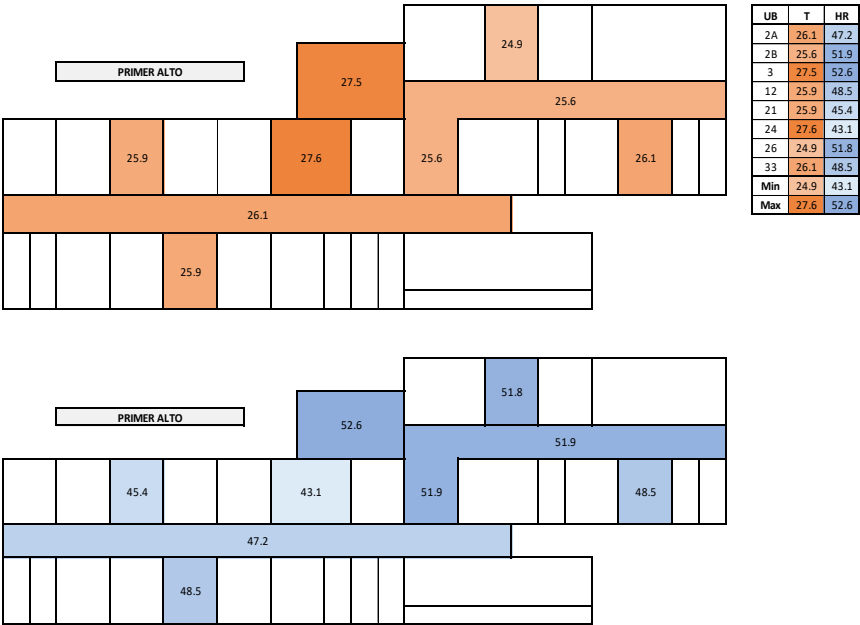 24.9
27.5
PRIMER ALTO
25.6
25.9
27.6
25.6
26.1
26.1
25.9
UB T HR
2A 26.1 47.2
2B 25.6 51.9
3 27.5 52.6
12 25.9 48.5
21 25.9 45.4
24 27.6 43.1
26 24.9 51.8
33 26.1 48.5
Min 24.9 43.1
Max 27.6 52.6
51.8
PRIMER ALTO
52.6
51.9
45.4
43.1
51.9
48.5
47.2
48.5